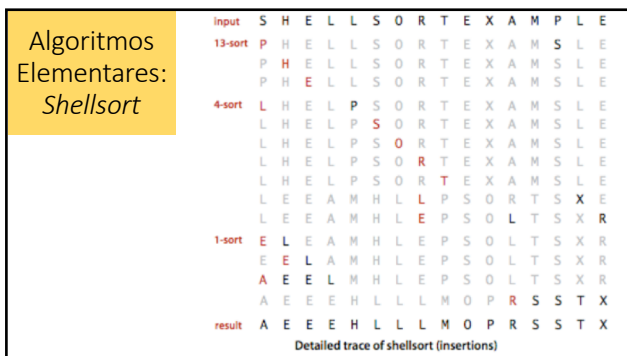 Algoritmos
Elementares:
Shellsort
input S H E L L S O R T E X A M P L E
13-sort P H E L L S O R T E X A M S L E
P H E L L S O R T E X A M S L E
P H E L L S O R T E X A M S L E
4-sort L H E L P S O R T E X A M S L E
L H E L P S O R T E X A M S L E
L H E L P S O R T E X A M S L E
L H E L P S O R T E X A M S L E
L H E L P S O R T E X A M S L E
L E E A M H L L P S O R T S X E
L E E A M H L E P S O L T S X R
1-sort E L E A M H L E P S O L T S X R
E E L A M H L E P S O L T S X R
A E E L M H L E P S O L T S X R
A E E E H L L L M O P R S S T X
result A E E E H L L L M O P R S S T X
Detailed trace of shellsort (insertions)